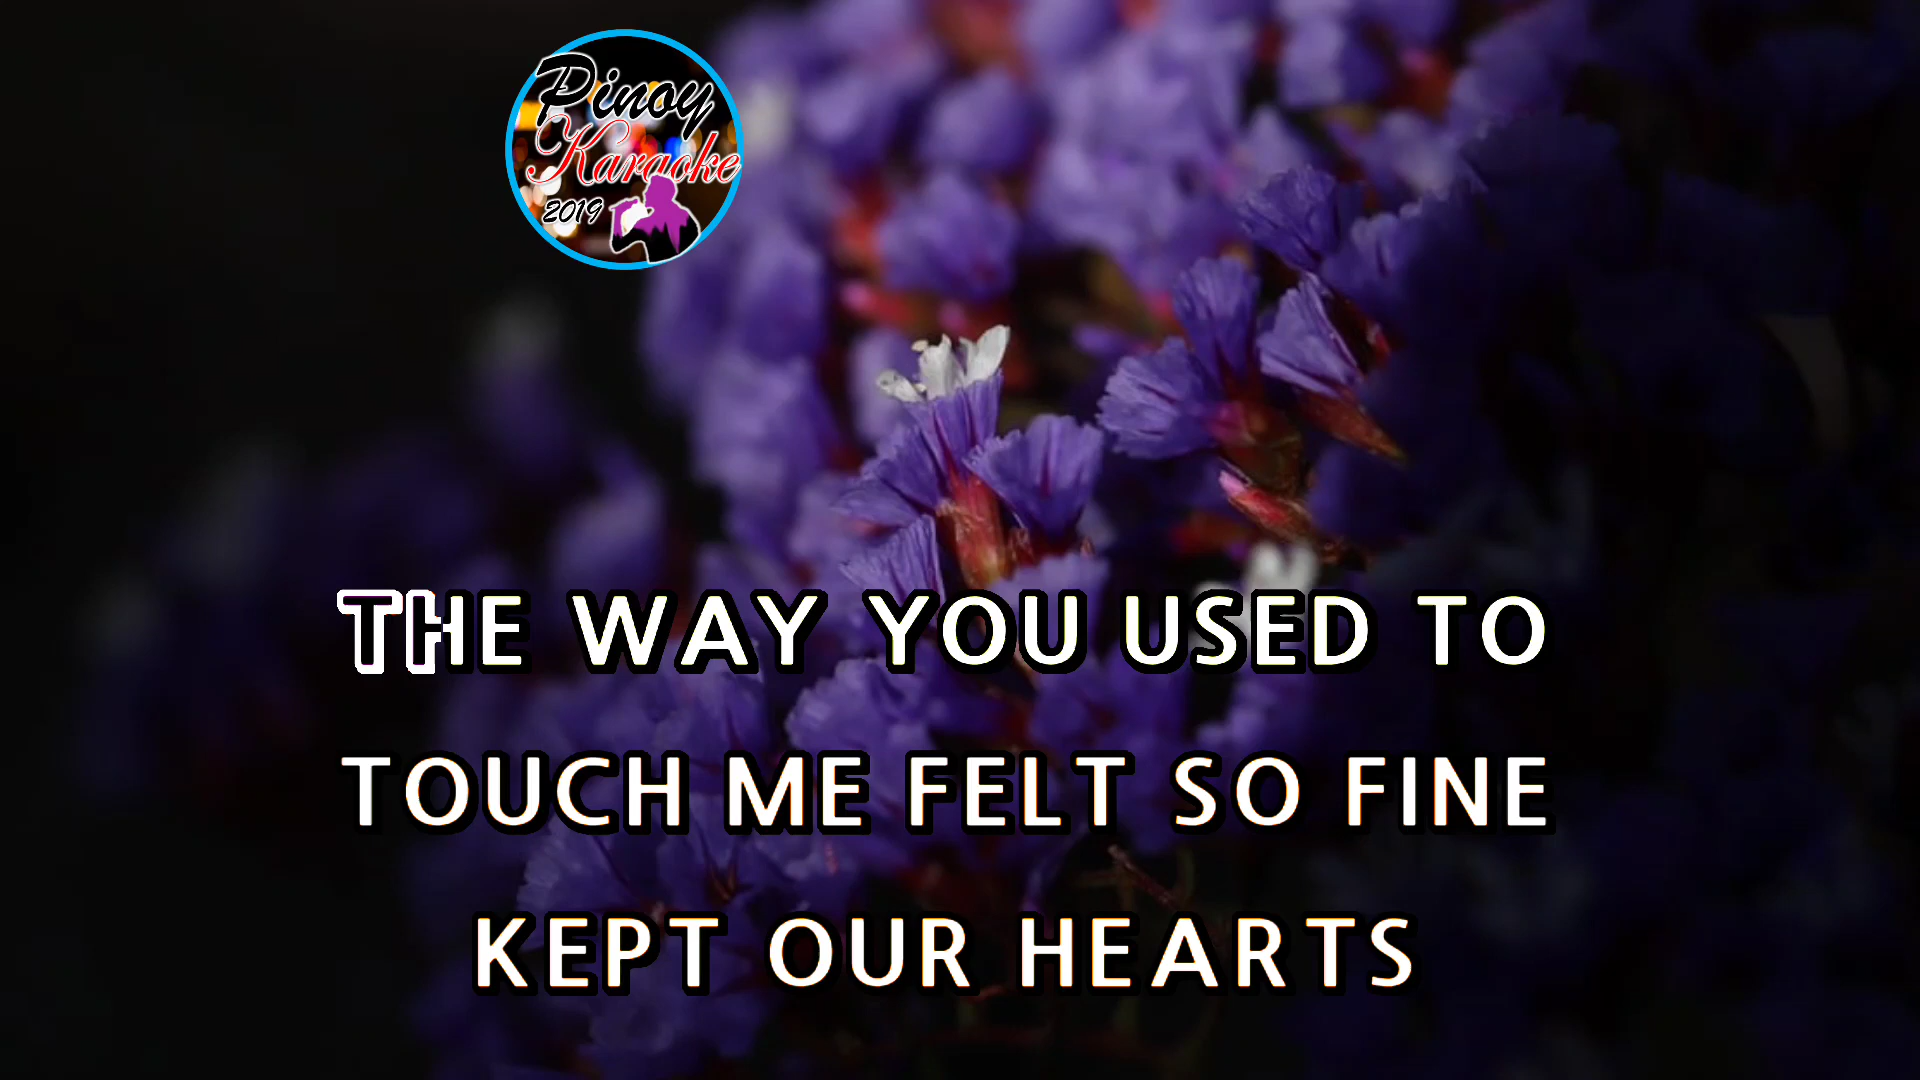 Pinoy
Karaoke
2019
THE WAY YOU USED TO
TOUCH ME FELT SO FINE
KEPT OUR HEARTS